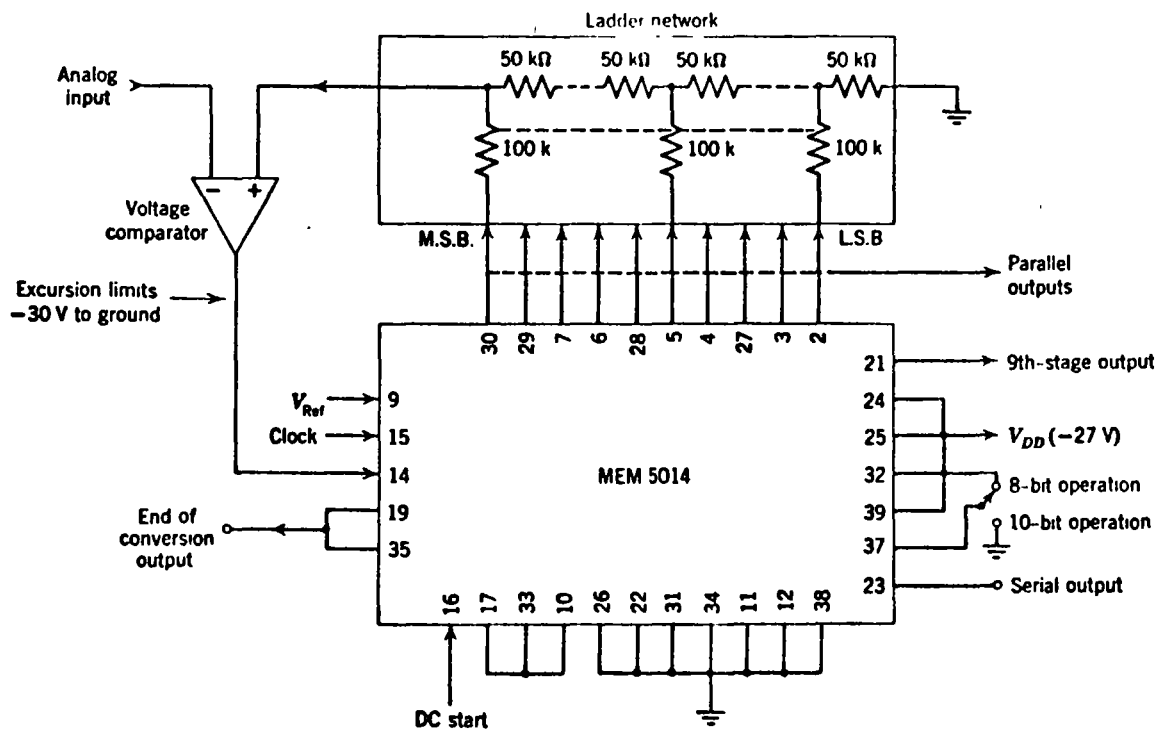 Ladder network
50 kΩ
50 kΩ
50 kΩ
50 kΩ
Analog
input
100 k
100 k
100 k
− +
Voltage
comparator
M.S.B.
L.S.B
Parallel
outputs
Excursion limits
−30 V to ground
30 29 7 6 28 5 4 27 3 2
21
9th-stage output
V_Ref
9
24
Clock
15
25
V_DD (−27 V)
14
MEM 5014
32
8-bit operation
End of
conversion
output
19
39
10-bit operation
35
37
23
Serial output
16 17 33 10 26 22 31 34 11 12 38
DC start